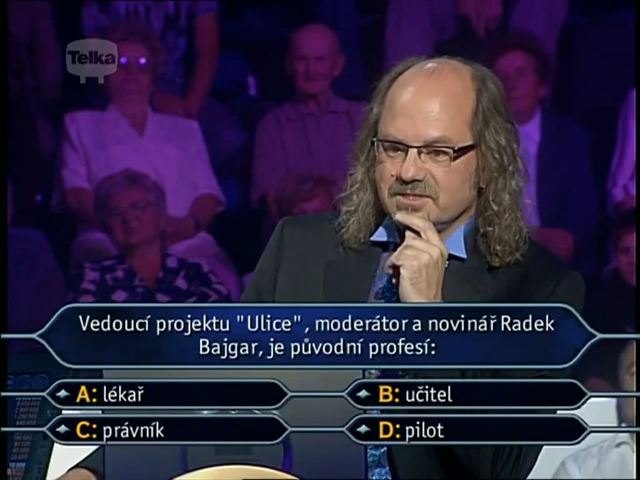 Telka
Vedoucí projektu "Ulice", moderátor a novinář Radek
Bajgar, je původní profesí:
A: lékař
B: učitel
C: právník
D: pilot